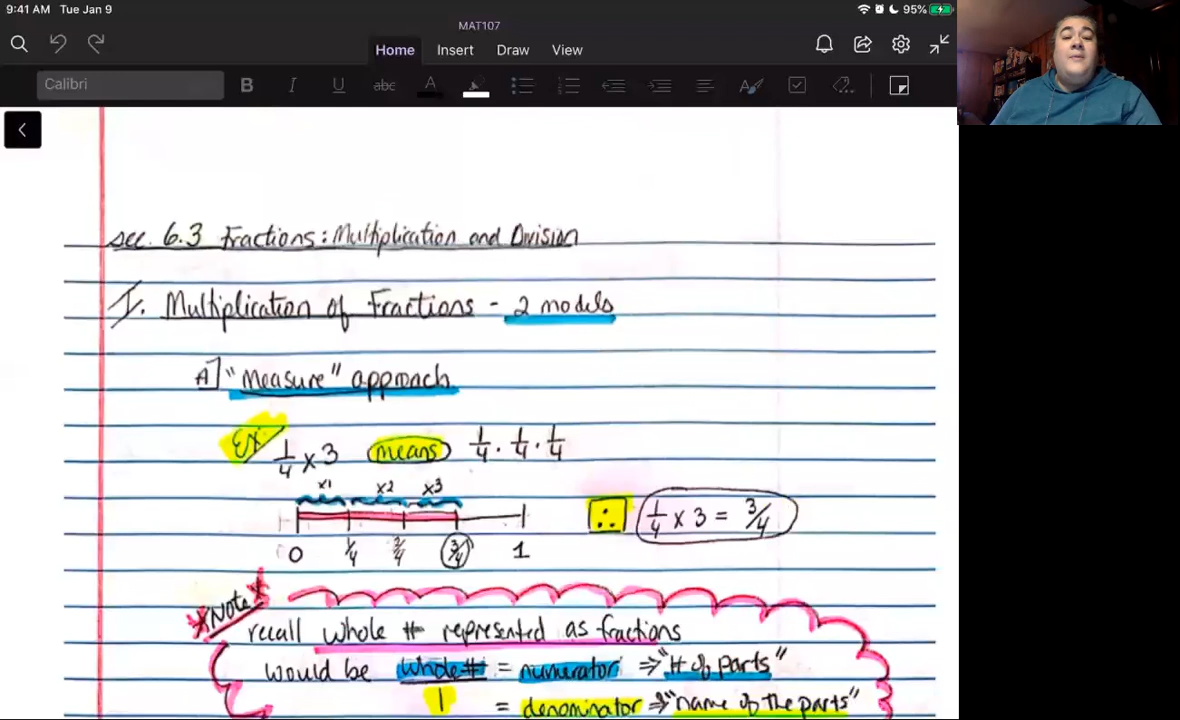 9:41 AM Tue Jan 9
95%
MAT107
Home Insert Draw View
Calibri
B I U abc A
sec. 6.3 Fractions: Multiplication and Division
I. Multiplication of Fractions - 2 models
A] "Measure" approach
Ex: 1/4 x 3 means 1/4 · 1/4 · 1/4
x1 x2 x3
∴ 1/4 x 3 = 3/4
0 1/4 2/4 3/4 1
*Note*
recall whole # represented as fractions
would be whole # = numerator ⇒ "# of parts"
1 = denominator ⇒ "name of the parts"